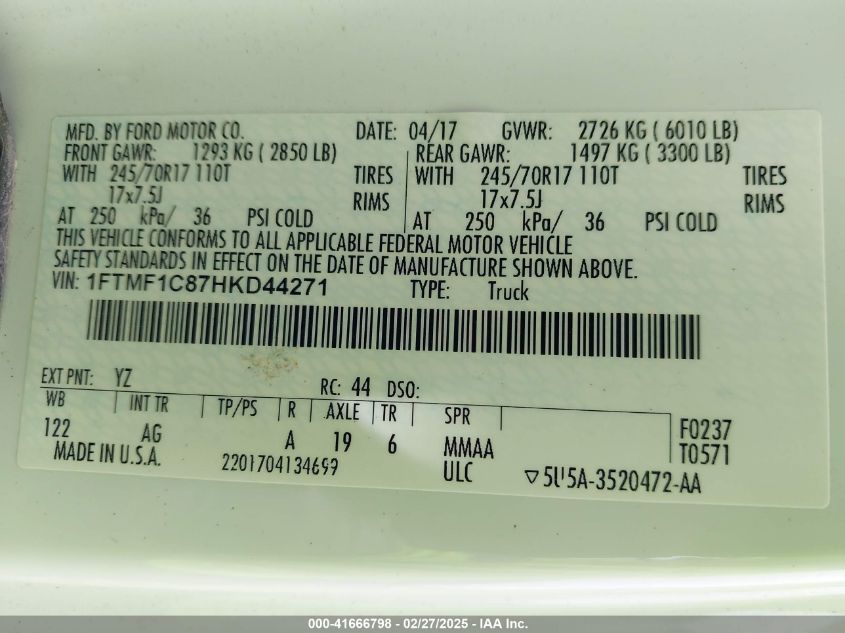 MFD. BY FORD MOTOR CO. DATE: 04/17 GVWR: 2726 KG ( 6010 LB)
FRONT GAWR: 1293 KG ( 2850 LB) REAR GAWR: 1497 KG ( 3300 LB)
WITH 245/70R17 110T TIRES WITH 245/70R17 110T TIRES
17x7.5J RIMS 17x7.5J RIMS
AT 250 kPa/ 36 PSI COLD AT 250 kPa/ 36 PSI COLD
THIS VEHICLE CONFORMS TO ALL APPLICABLE FEDERAL MOTOR VEHICLE
SAFETY STANDARDS IN EFFECT ON THE DATE OF MANUFACTURE SHOWN ABOVE.
VIN: 1FTMF1C87HKD44271 TYPE: Truck
EXT PNT: YZ RC: 44 DSO:
WB INT TR TP/PS R AXLE TR SPR
122 AG A 19 6 MMAA F0237
MADE IN U.S.A. 2201704134699 ULC T0571
▽5U5A-3520472-AA
000-41666798 - 02/27/2025 - IAA Inc.